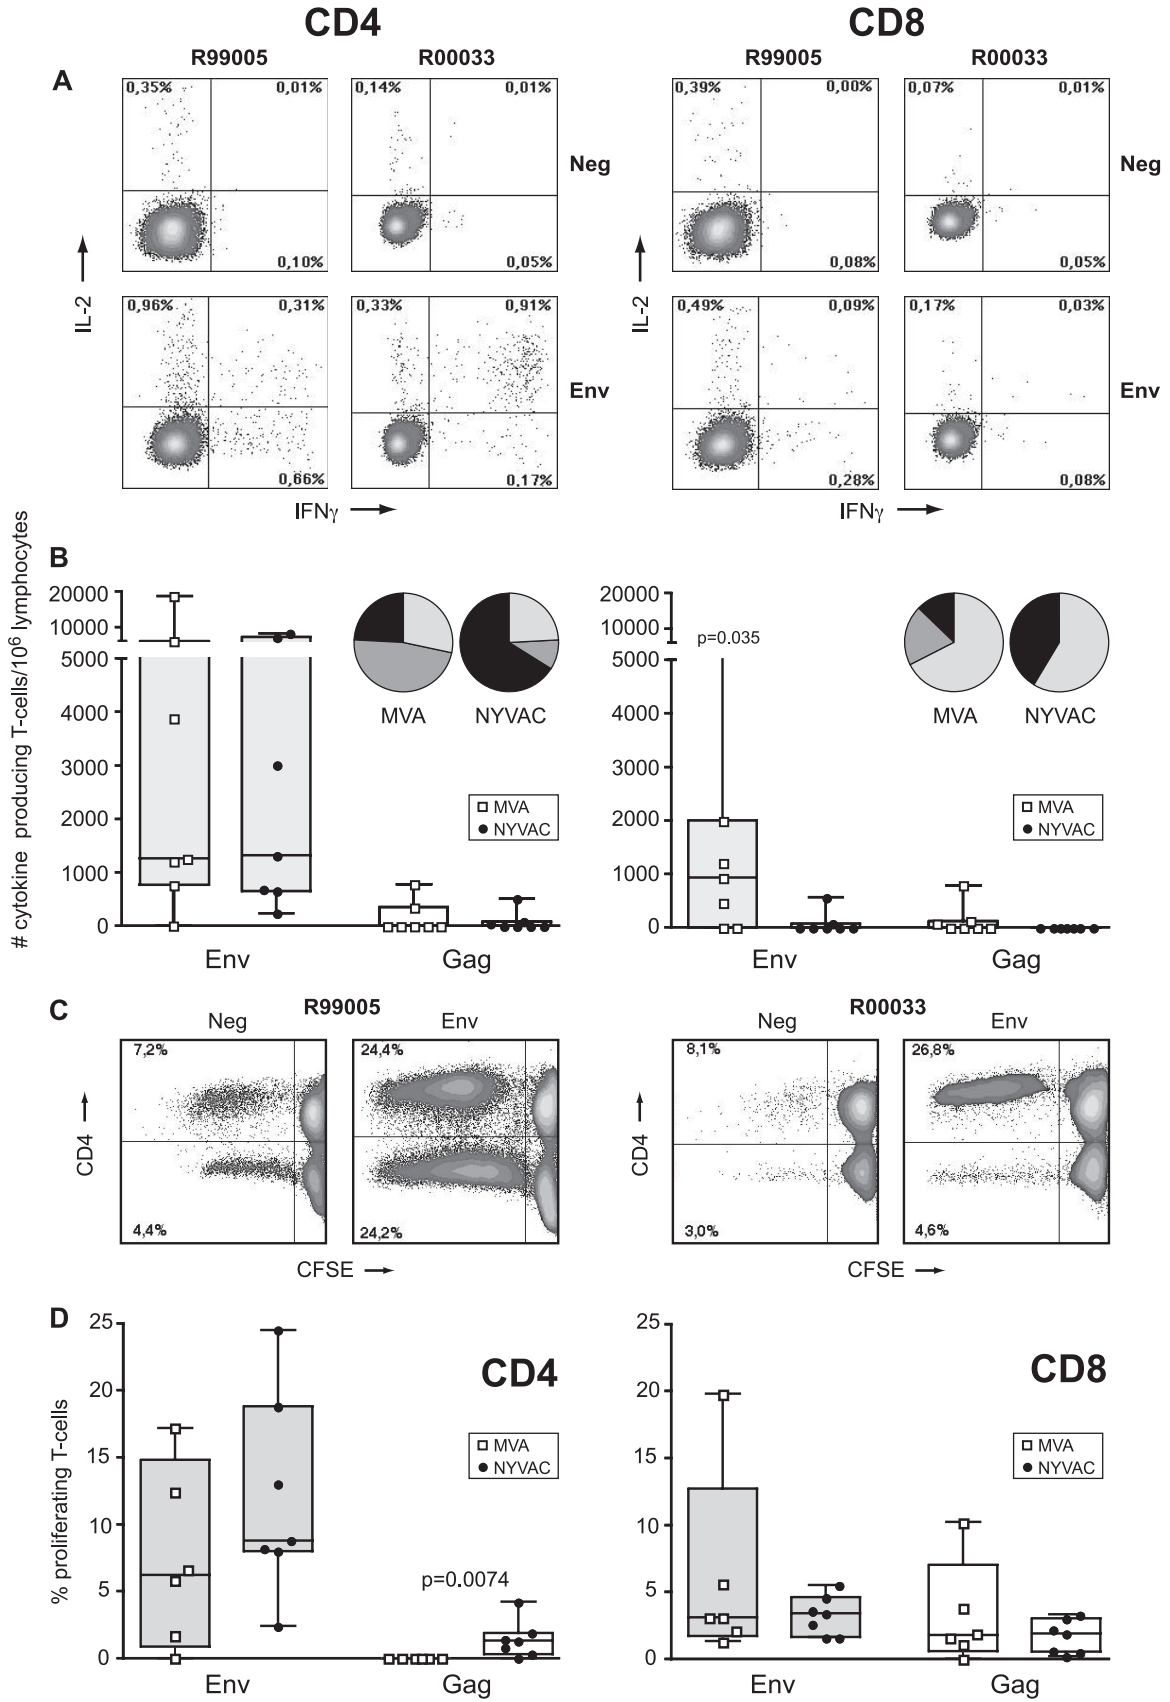 CD4
CD8
R99005
R00033
R99005
R00033
A
0,35%
0,01%
0,14%
0,01%
0,39%
0,00%
0,07%
0,01%
Neg
Neg
0,10%
0,05%
0,08%
0,05%
IL-2
IL-2
0,96%
0,31%
0,33%
0,91%
0,49%
0,09%
0,17%
0,03%
Env
Env
0,66%
0,17%
0,28%
0,08%
IFNγ
IFNγ
B
# cytokine producing T-cells/10⁶ lymphocytes
20000
10000
5000
4000
3000
2000
1000
0
MVA
NYVAC
MVA
NYVAC
Env
Gag
20000
10000
5000
4000
3000
2000
1000
0
p=0.035
MVA
NYVAC
MVA
NYVAC
Env
Gag
C
R99005
R00033
Neg
Env
Neg
Env
7,2%
24,4%
8,1%
26,8%
CD4
CD4
4,4%
24,2%
3,0%
4,6%
CFSE
CFSE
D
% proliferating T-cells
25
20
15
10
5
0
CD4
MVA
NYVAC
p=0.0074
Env
Gag
25
20
15
10
5
0
CD8
MVA
NYVAC
Env
Gag